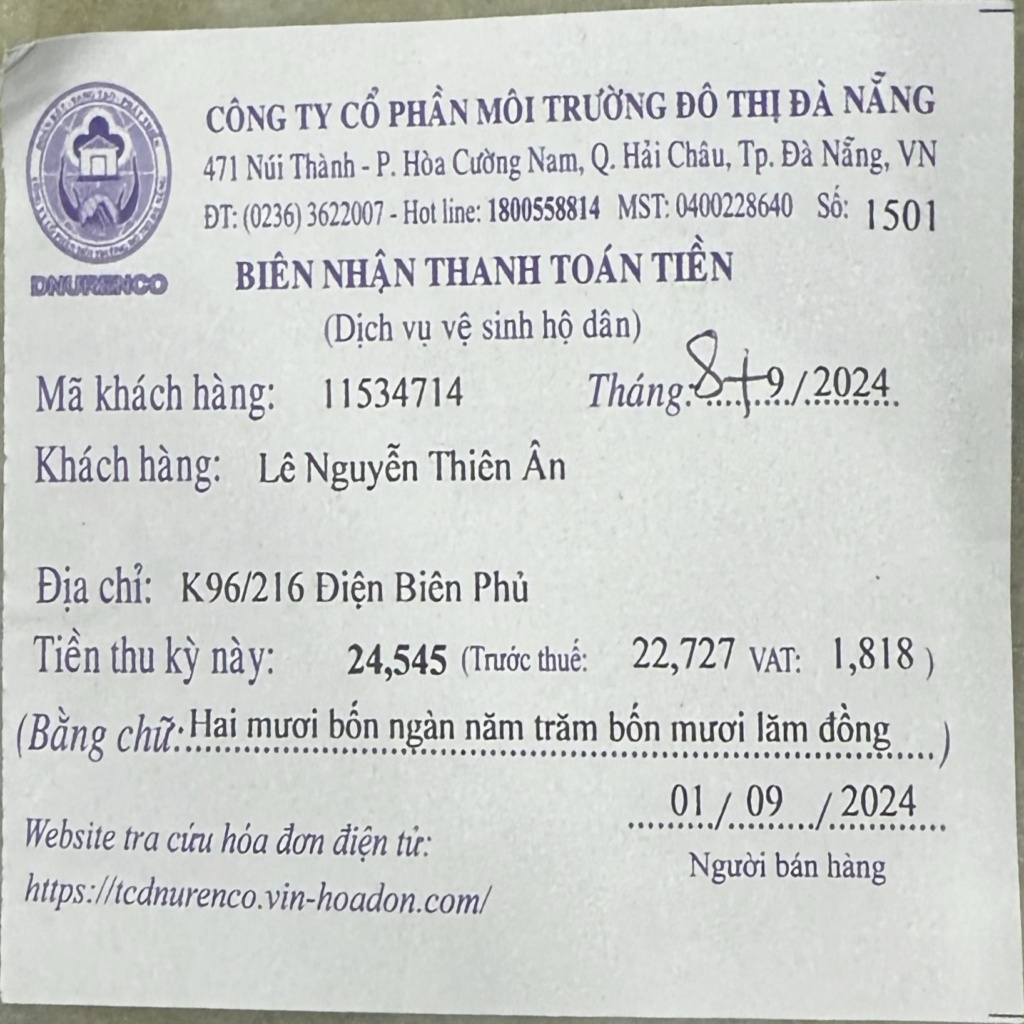 CÔNG TY CỔ PHẦN MÔI TRƯỜNG ĐÔ THỊ ĐÀ NẴNG
471 Núi Thành - P. Hòa Cường Nam, Q. Hải Châu, Tp. Đà Nẵng, VN
ĐT: (0236) 3622007 - Hot line: 1800558814 MST: 0400228640 Số: 1501
DNURENCO
BIÊN NHẬN THANH TOÁN TIỀN
(Dịch vụ vệ sinh hộ dân)
Mã khách hàng: 11534714 Tháng: 8+9/2024
Khách hàng: Lê Nguyễn Thiên Ân
Địa chỉ: K96/216 Điện Biên Phủ
Tiền thu kỳ này: 24,545 (Trước thuế: 22,727 VAT: 1,818 )
(Bằng chữ: Hai mươi bốn ngàn năm trăm bốn mươi lăm đồng )
01 / 09 / 2024
Người bán hàng
Website tra cứu hóa đơn điện tử:
https://tcdnurenco.vin-hoadon.com/